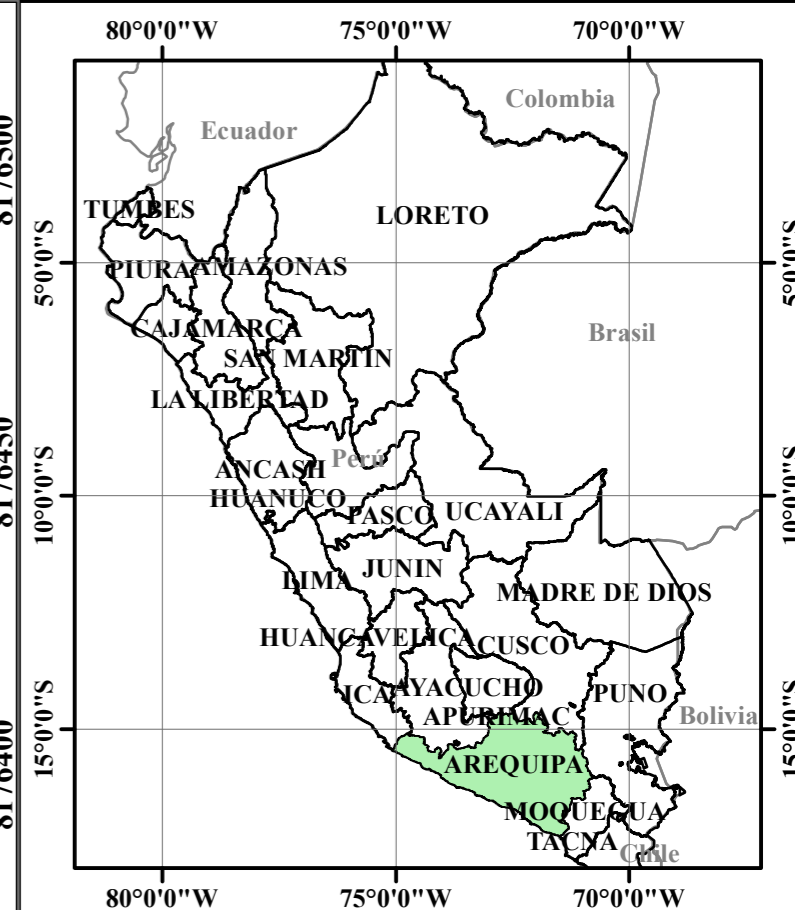 80°0'0"W 75°0'0"W 70°0'0"W
8176500
8176450
8176400
5°0'0"S
10°0'0"S
15°0'0"S
Colombia
Ecuador
TUMBES
LORETO
PIURA AMAZONAS
CAJAMARCA
Brasil
SAN MARTIN
LA LIBERTAD
Perú
ANCASH
HUANUCO
PASCO UCAYALI
JUNIN
LIMA
MADRE DE DIOS
HUANCAVELICA CUSCO
ICA AYACUCHO PUNO
APURIMAC Bolivia
AREQUIPA
MOQUEGUA
TACNA Chile
5°0'0"S
10°0'0"S
15°0'0"S
80°0'0"W 75°0'0"W 70°0'0"W